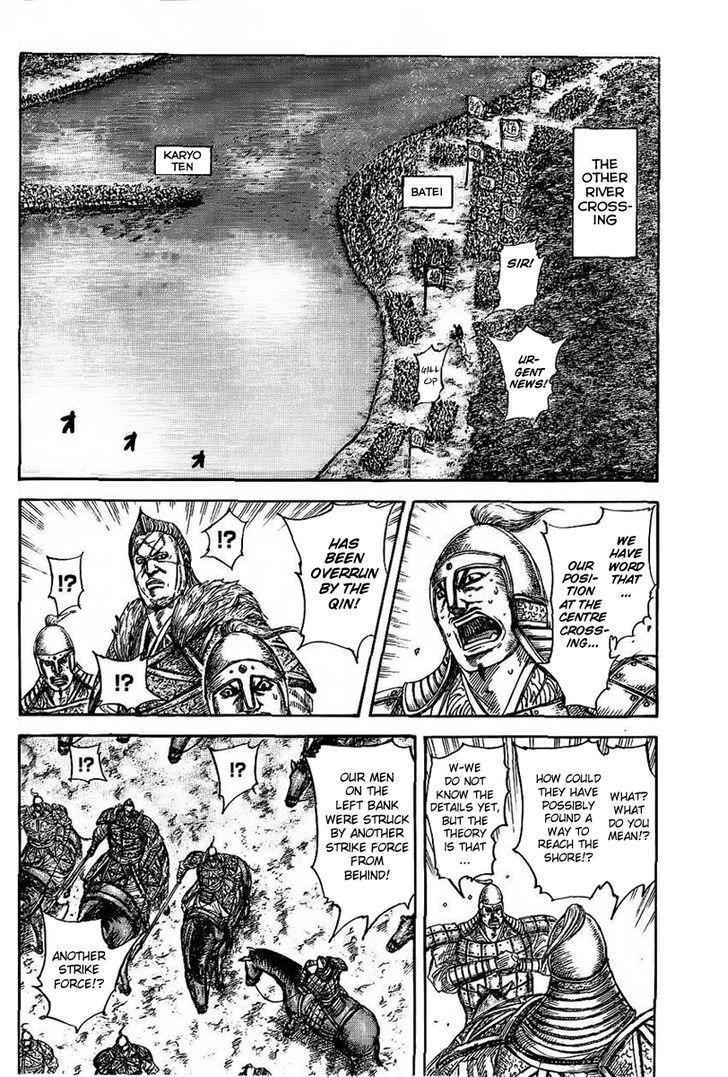 THE
OTHER
RIVER
CROSS-
ING
KARYO
TEN
BATEI
SIR!
UR-
GENT
NEWS!
WE
HAVE
WORD
THAT
...
OUR
POSI-
TION
AT THE
CENTRE
CROSS-
ING...
HAS
BEEN
OVERRUN
BY THE
QIN!
!?
!?
!?
WHAT?
WHAT
DO YOU
MEAN!?
HOW COULD
THEY HAVE
POSSIBLY
FOUND A
WAY TO
REACH THE
SHORE!?
W-WE
DO NOT
KNOW THE
DETAILS YET,
BUT THE
THEORY IS
THAT ...
OUR MEN
ON THE
LEFT BANK
WERE STRUCK
BY ANOTHER
STRIKE FORCE
FROM
BEHIND!
!?
!?
ANOTHER
STRIKE
FORCE!?